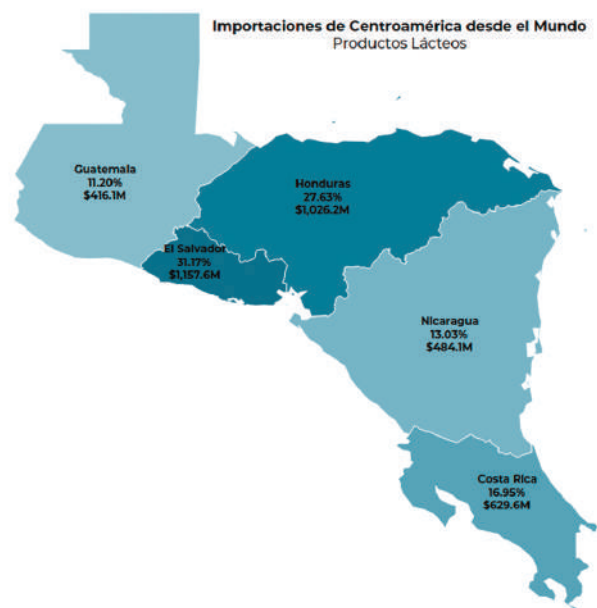 Importaciones de Centroamérica desde el Mundo
Productos Lácteos
Guatemala
11.20%
$416.1M
Honduras
27.63%
$1,026.2M
El Salvador
31.17%
$1,157.6M
Nicaragua
13.03%
$484.1M
Costa Rica
16.95%
$629.6M